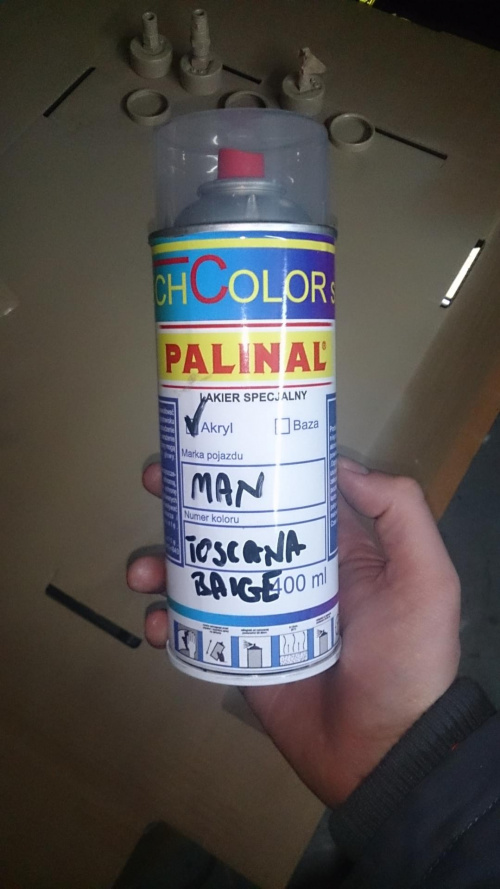 CHCOLOR S
PALINAL®
LAKIER SPECJALNY
Akryl Baza
Marka pojazdu
MAN
Numer koloru
TOSCANA
BAIGE 400 ml